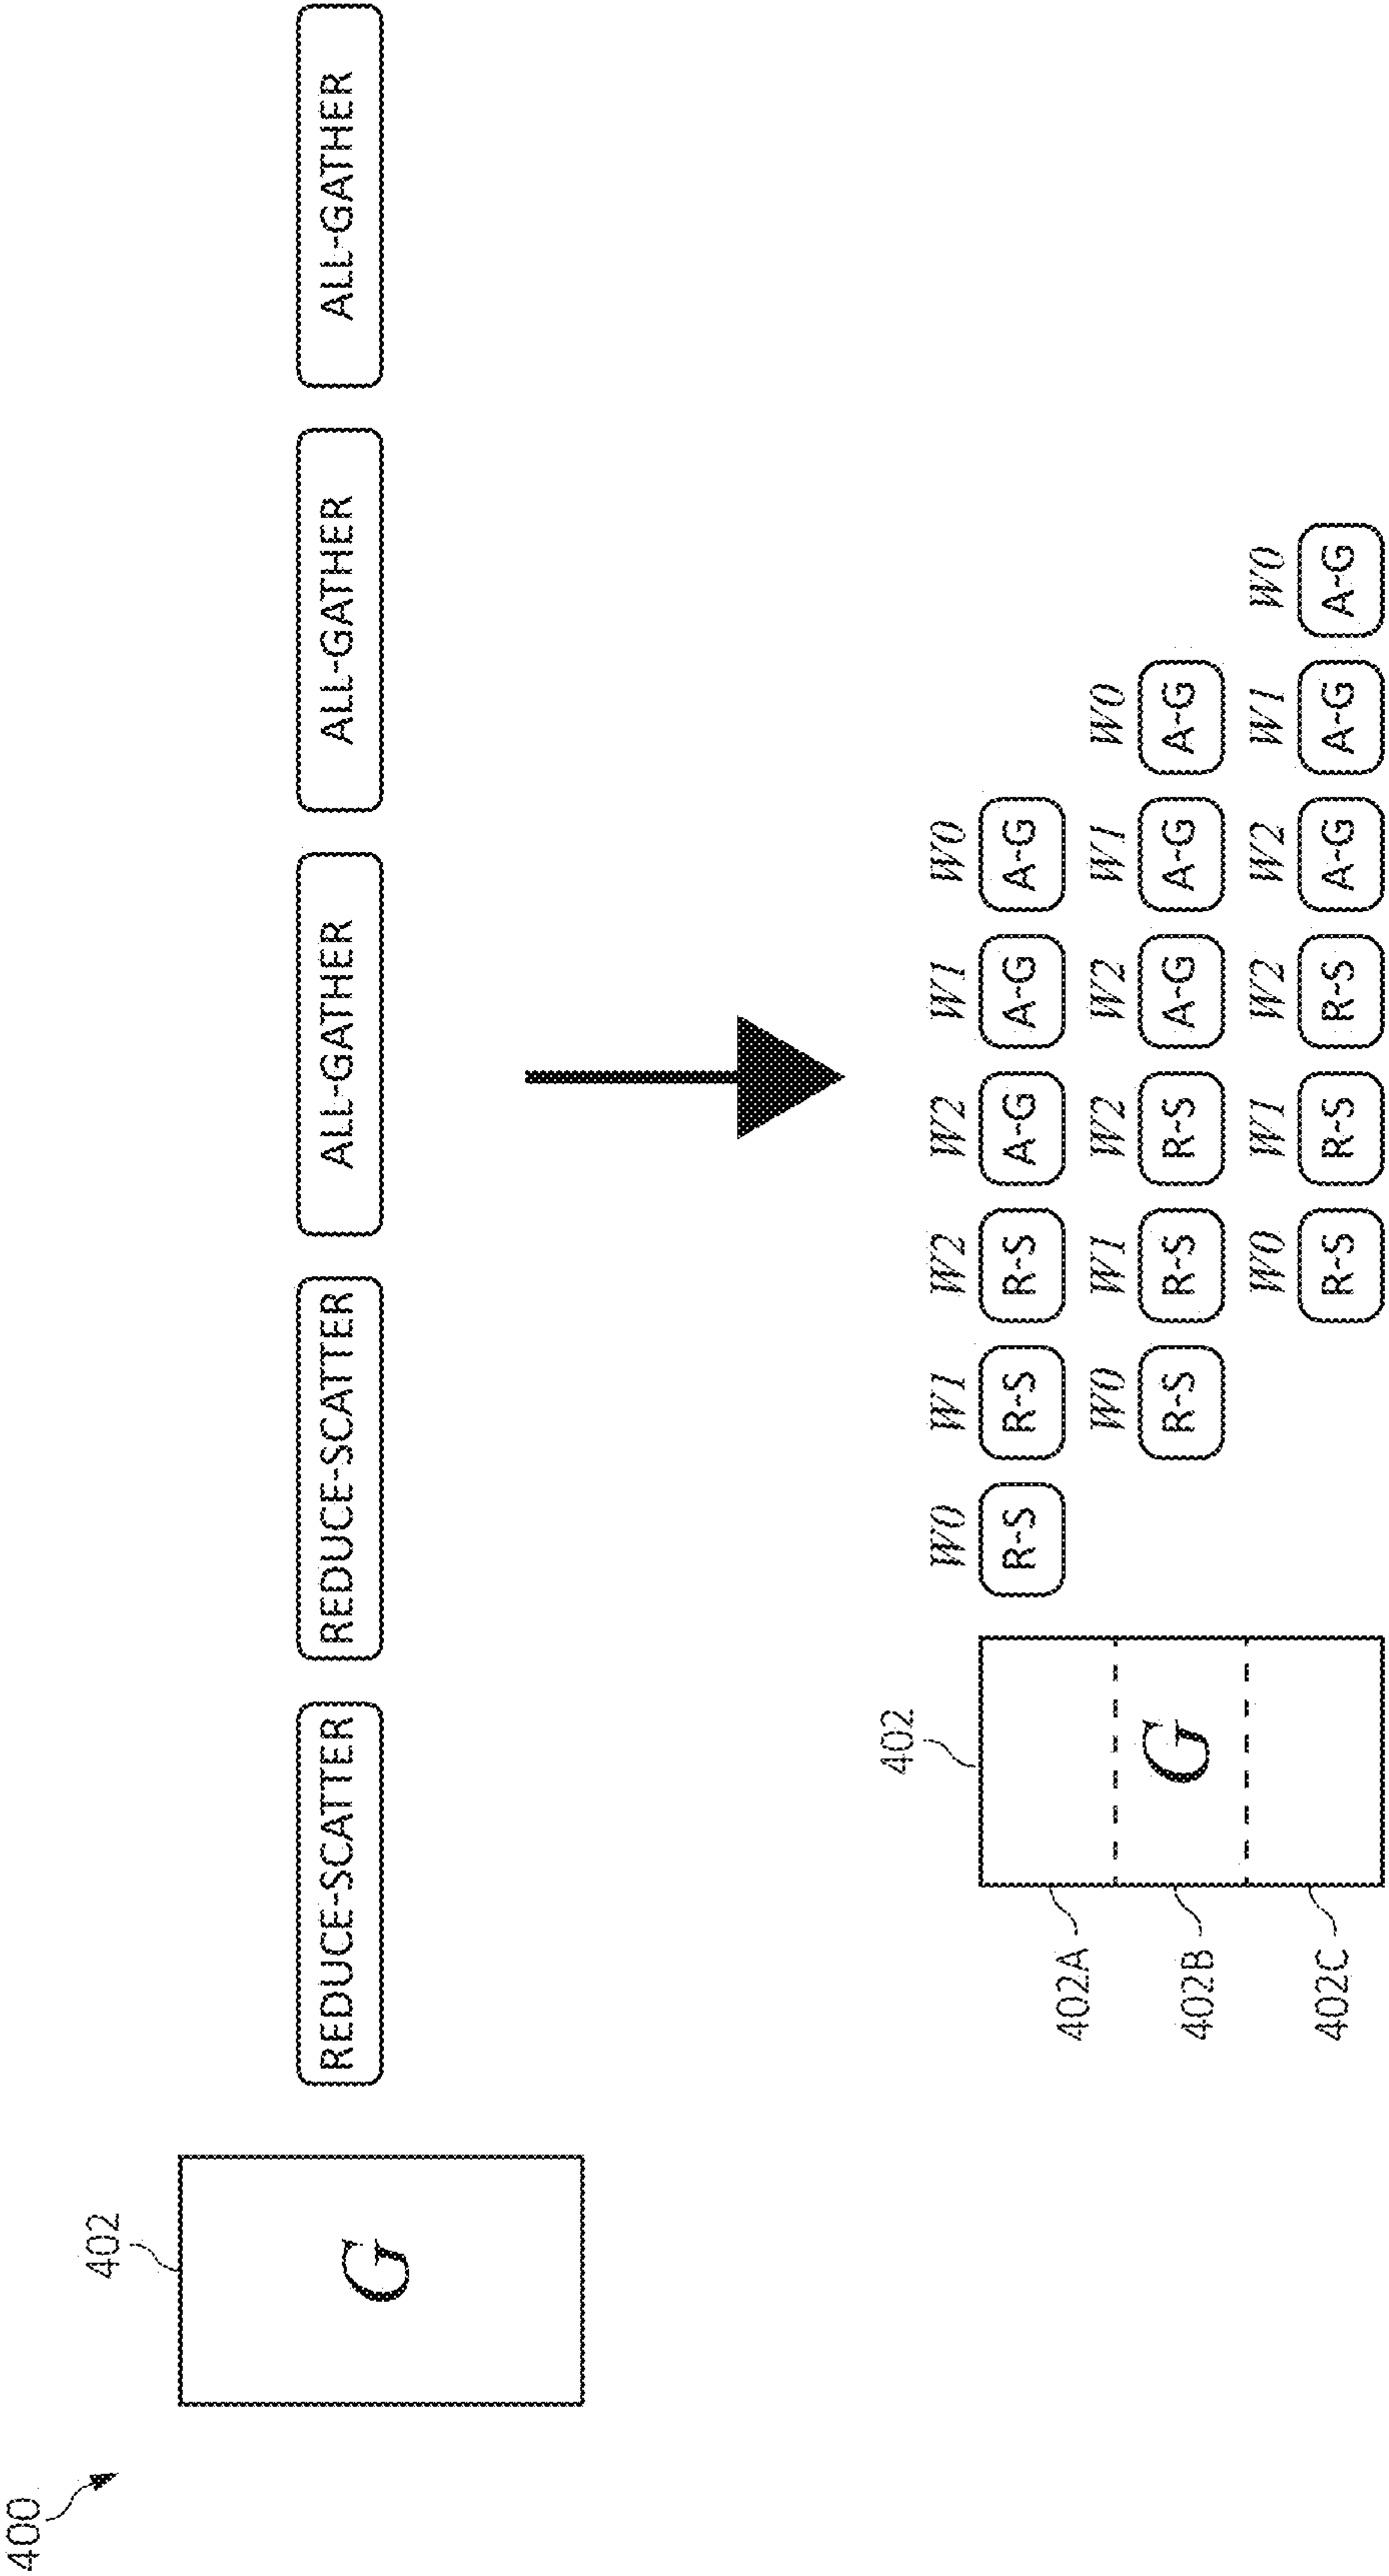 400
402
G
REDUCE-SCATTER REDUCE-SCATTER ALL-GATHER ALL-GATHER ALL-GATHER
402
W0 W1 W2 W2 W1 W0
402A R-S R-S R-S A-G A-G A-G
W0 W1 W2 W2 W1 W0
402B G R-S R-S R-S A-G A-G A-G
W0 W1 W2 W2 W1 W0
402C R-S R-S R-S A-G A-G A-G